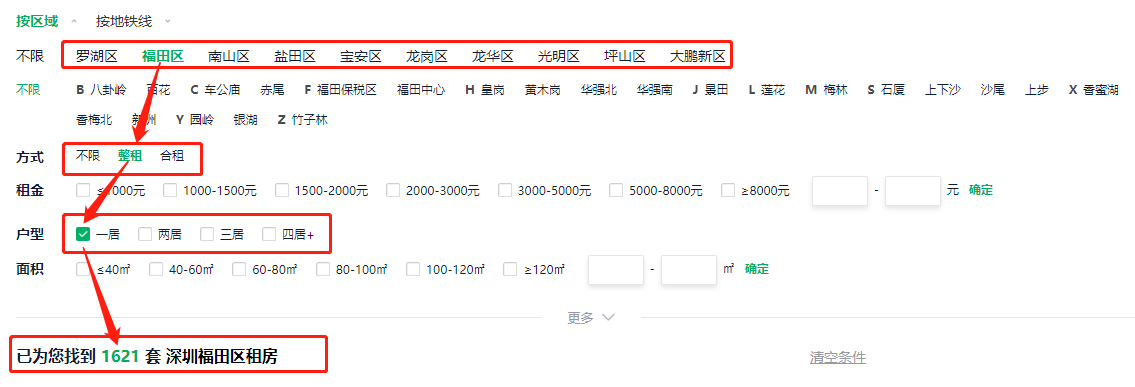 按区域 按地铁线
不限 罗湖区 福田区 南山区 盐田区 宝安区 龙岗区 龙华区 光明区 坪山区 大鹏新区
不限 B 八卦岭 百花 C 车公庙 赤尾 F 福田保税区 福田中心 H 皇岗 黄木岗 华强北 华强南 J 景田 L 莲花 M 梅林 S 石厦 上下沙 沙尾 上步 X 香蜜湖
香梅北 新洲 Y 园岭 银湖 Z 竹子林
方式 不限 整租 合租
租金 ≤1000元 1000-1500元 1500-2000元 2000-3000元 3000-5000元 5000-8000元 ≥8000元 - 元 确定
户型 一居 两居 三居 四居+
面积 ≤40㎡ 40-60㎡ 60-80㎡ 80-100㎡ 100-120㎡ ≥120㎡ - ㎡ 确定
更多
已为您找到 1621 套 深圳福田区租房 清空条件